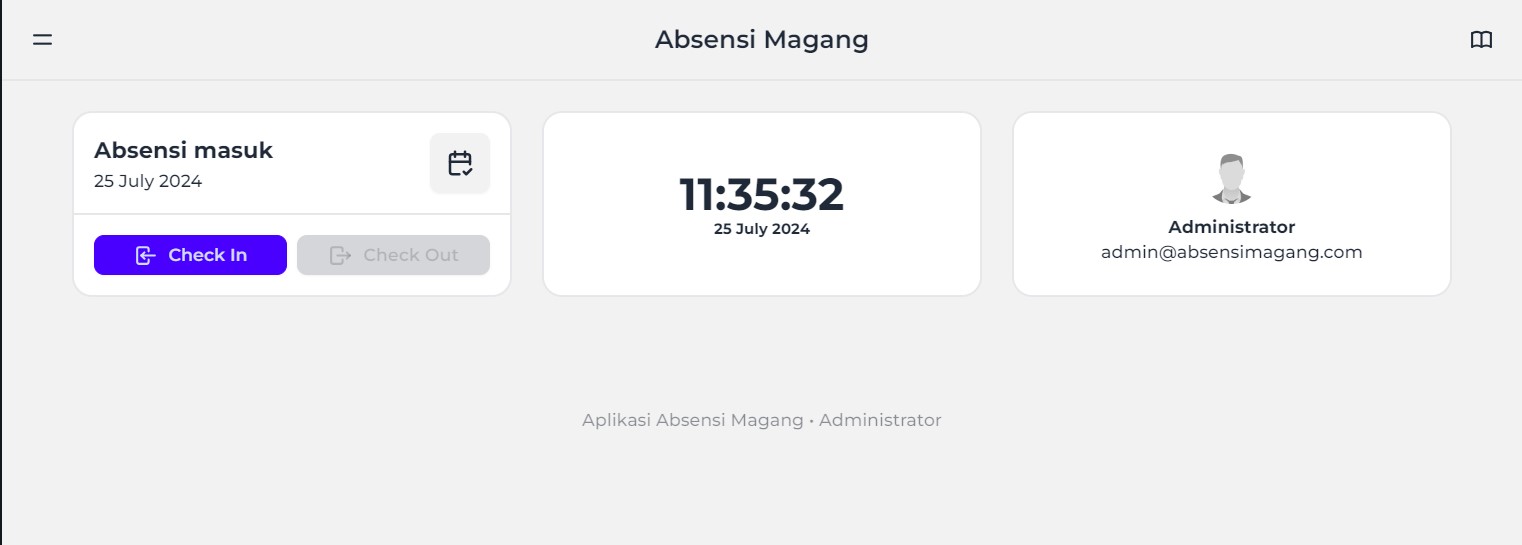 Absensi Magang
Absensi masuk
25 July 2024
Check In
Check Out
11:35:32
25 July 2024
Administrator
admin@absensimagang.com
Aplikasi Absensi Magang • Administrator